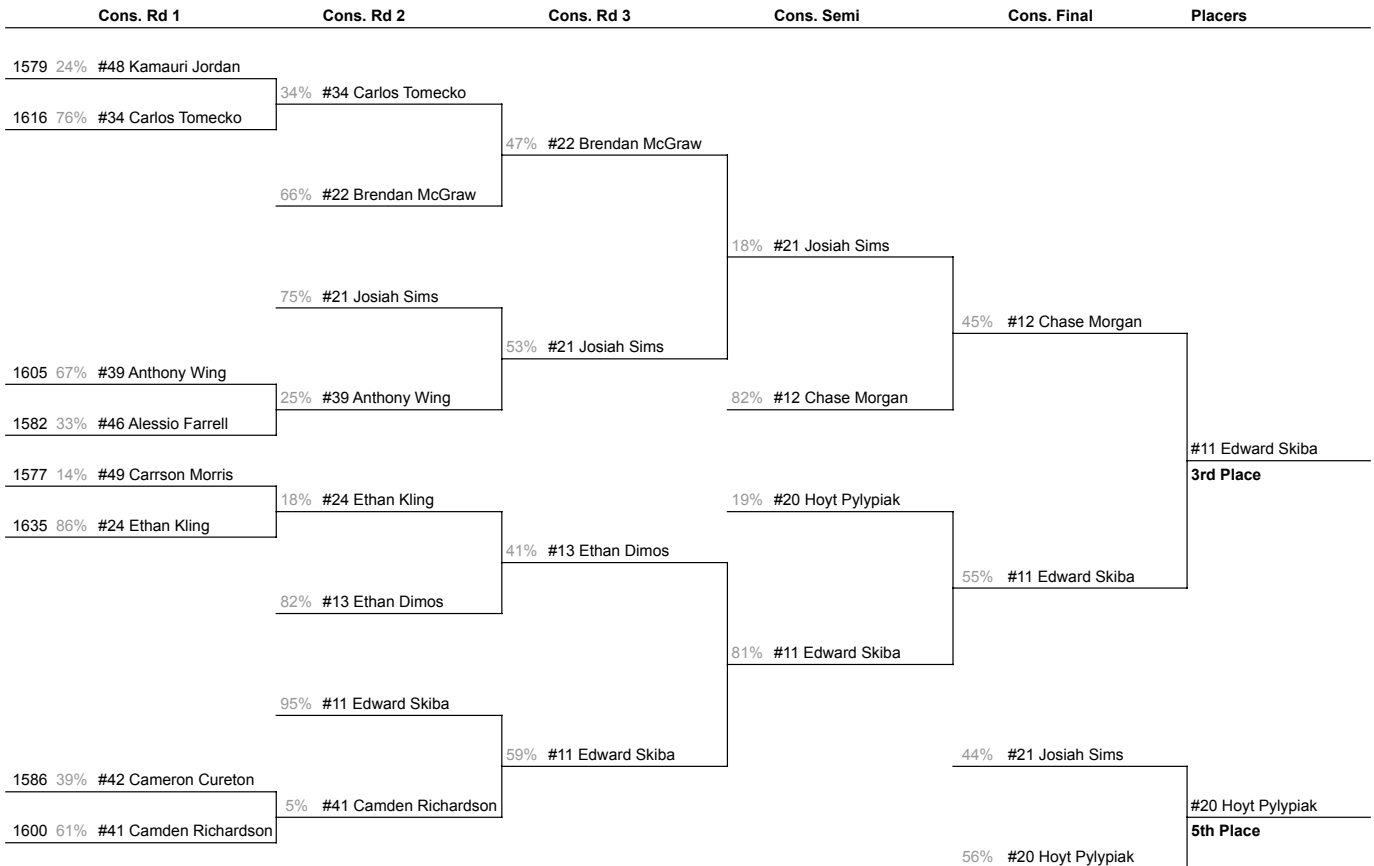 Cons. Rd 1 Cons. Rd 2 Cons. Rd 3 Cons. Semi Cons. Final Placers
1579 24% #48 Kamauri Jordan
34% #34 Carlos Tomecko
1616 76% #34 Carlos Tomecko
47% #22 Brendan McGraw
66% #22 Brendan McGraw
18% #21 Josiah Sims
75% #21 Josiah Sims
45% #12 Chase Morgan
53% #21 Josiah Sims
1605 67% #39 Anthony Wing
25% #39 Anthony Wing 82% #12 Chase Morgan
1582 33% #46 Alessio Farrell
#11 Edward Skiba
1577 14% #49 Carrson Morris 3rd Place
18% #24 Ethan Kling 19% #20 Hoyt Pylypiak
1635 86% #24 Ethan Kling
41% #13 Ethan Dimos
55% #11 Edward Skiba
82% #13 Ethan Dimos
81% #11 Edward Skiba
95% #11 Edward Skiba
59% #11 Edward Skiba 44% #21 Josiah Sims
1586 39% #42 Cameron Cureton
5% #41 Camden Richardson #20 Hoyt Pylypiak
1600 61% #41 Camden Richardson 5th Place
56% #20 Hoyt Pylypiak